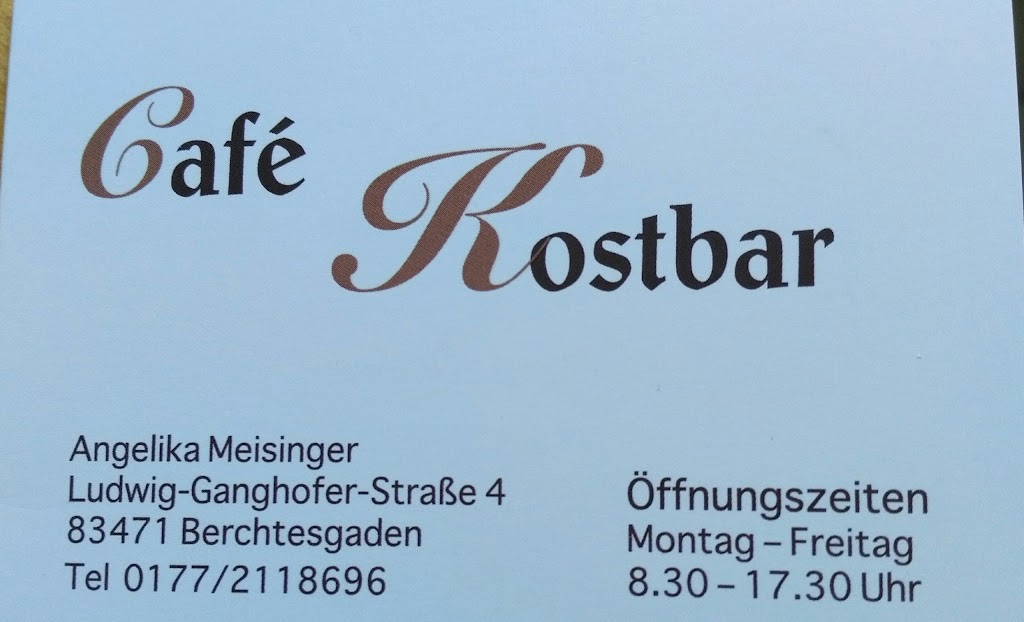 Café
Kostbar
Angelika Meisinger
Ludwig-Ganghofer-Straße 4
83471 Berchtesgaden
Tel 0177/2118696
Öffnungszeiten
Montag – Freitag
8.30 – 17.30 Uhr